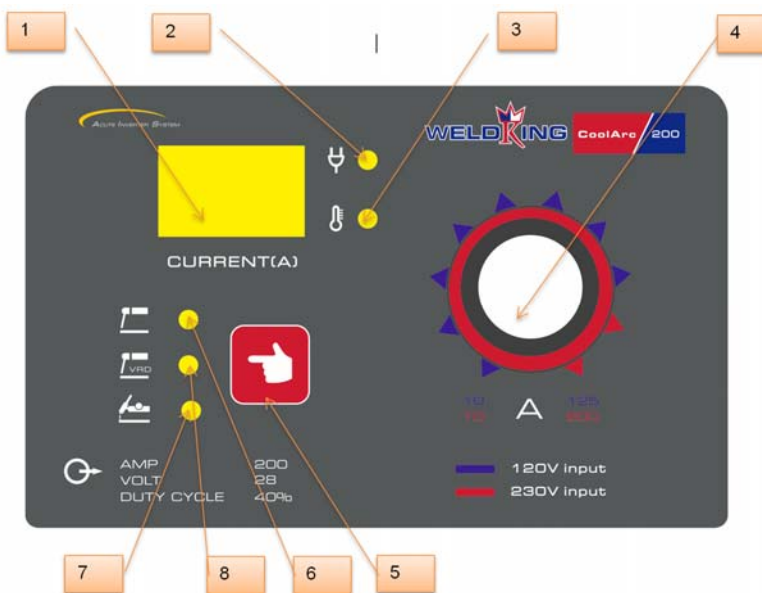 1
2
3
4
ACUTE INVERTER SYSTEM
WELDKING
CoolArc 200
CURRENT(A)
VRD
A
125
AMP 200
VOLT 28
DUTY CYCLE 40%
120V input
230V input
7
8
6
5